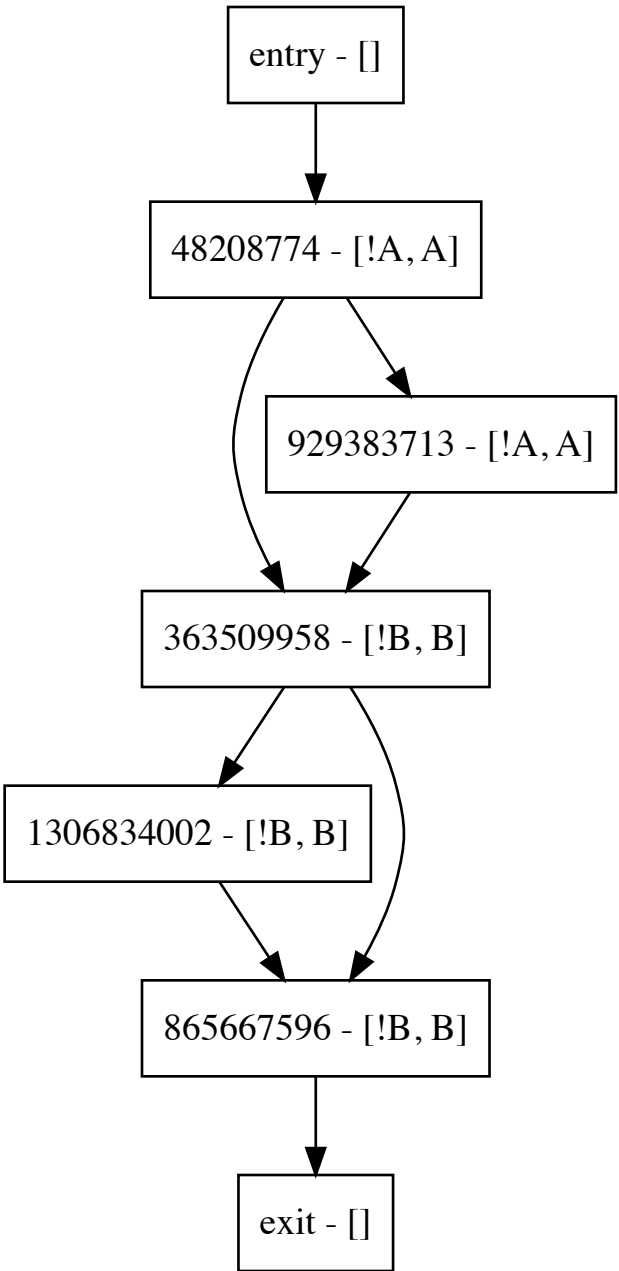 entry - []
48208774 - [!A, A]
929383713 - [!A, A]
363509958 - [!B, B]
1306834002 - [!B, B]
865667596 - [!B, B]
exit - []